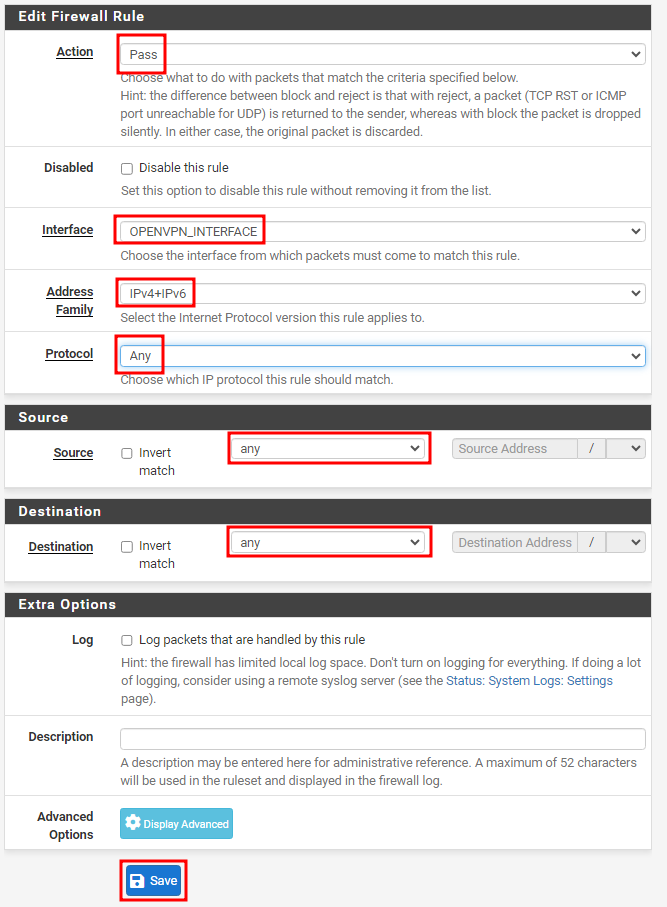 Edit Firewall Rule
Action
Pass
Choose what to do with packets that match the criteria specified below.
Hint: the difference between block and reject is that with reject, a packet (TCP RST or ICMP
port unreachable for UDP) is returned to the sender, whereas with block the packet is dropped
silently. In either case, the original packet is discarded.
Disabled
Disable this rule
Set this option to disable this rule without removing it from the list.
Interface
OPENVPN_INTERFACE
Choose the interface from which packets must come to match this rule.
Address
Family
IPv4+IPv6
Select the Internet Protocol version this rule applies to.
Protocol
Any
Choose which IP protocol this rule should match.
Source
Source
Invert
match
any
Source Address
/
Destination
Destination
Invert
match
any
Destination Address
/
Extra Options
Log
Log packets that are handled by this rule
Hint: the firewall has limited local log space. Don't turn on logging for everything. If doing a lot
of logging, consider using a remote syslog server (see the Status: System Logs: Settings
page).
Description
A description may be entered here for administrative reference. A maximum of 52 characters
will be used in the ruleset and displayed in the firewall log.
Advanced
Options
Display Advanced
Save